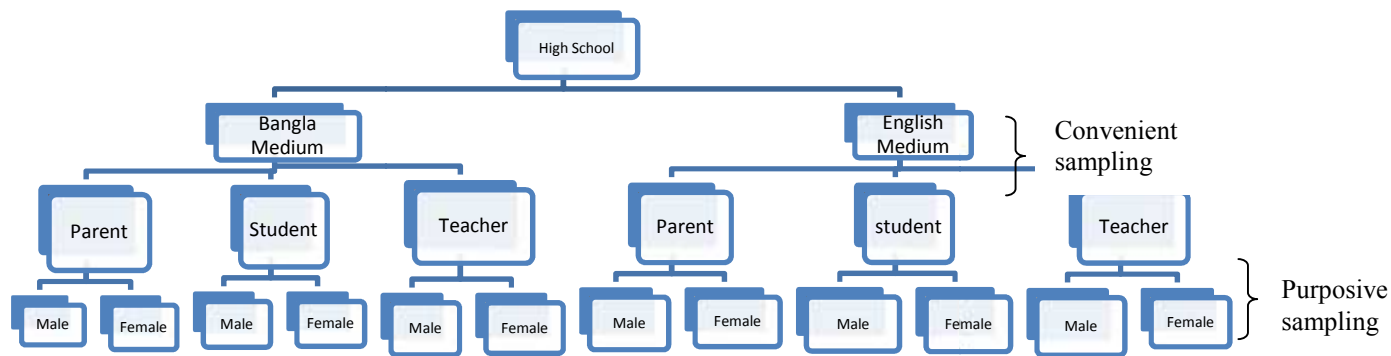 High School
Bangla
Medium
English
Medium
Convenient
sampling
Parent
Student
Teacher
Parent
student
Teacher
Male
Female
Male
Female
Male
Female
Male
Female
Male
Female
Male
Female
Purposive
sampling